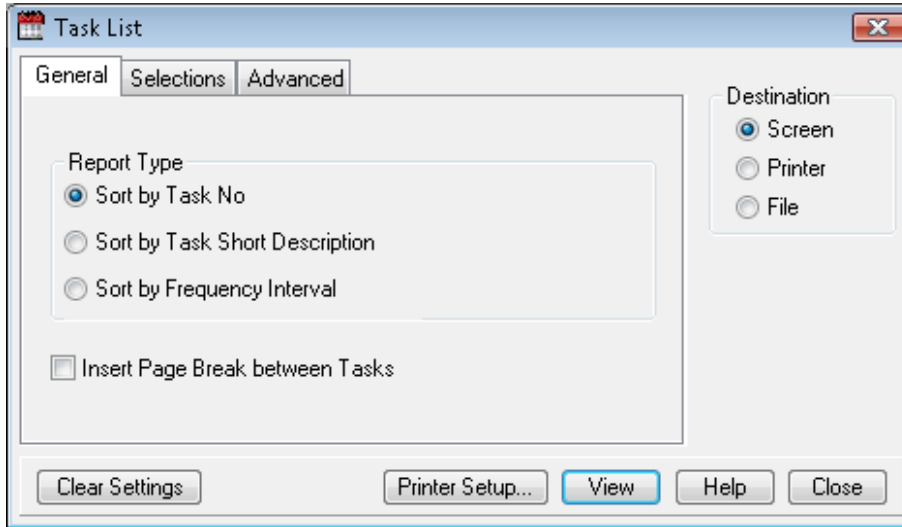 Task List
General Selections Advanced
Destination
Screen
Printer
File
Report Type
Sort by Task No
Sort by Task Short Description
Sort by Frequency Interval
Insert Page Break between Tasks
Clear Settings Printer Setup... View Help Close